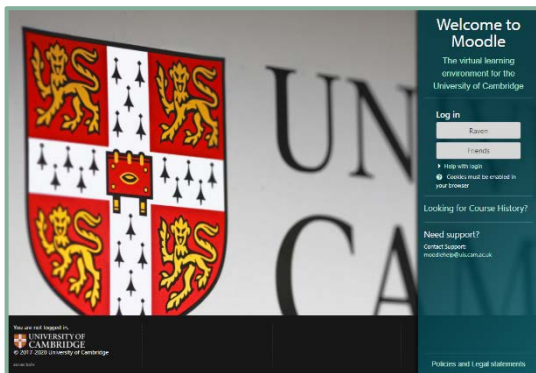 UN
CAM
Welcome to
Moodle
The virtual learning
environment for the
University of Cambridge
Log in
Raven
Friends
Help with login
Cookies must be enabled in
your browser
Looking for Course History?
Need support?
Contact Support:
moodlehelp@uis.cam.ac.uk
You are not logged in.
UNIVERSITY OF
CAMBRIDGE
© 2017-2020 University of Cambridge
Policies and Legal statements